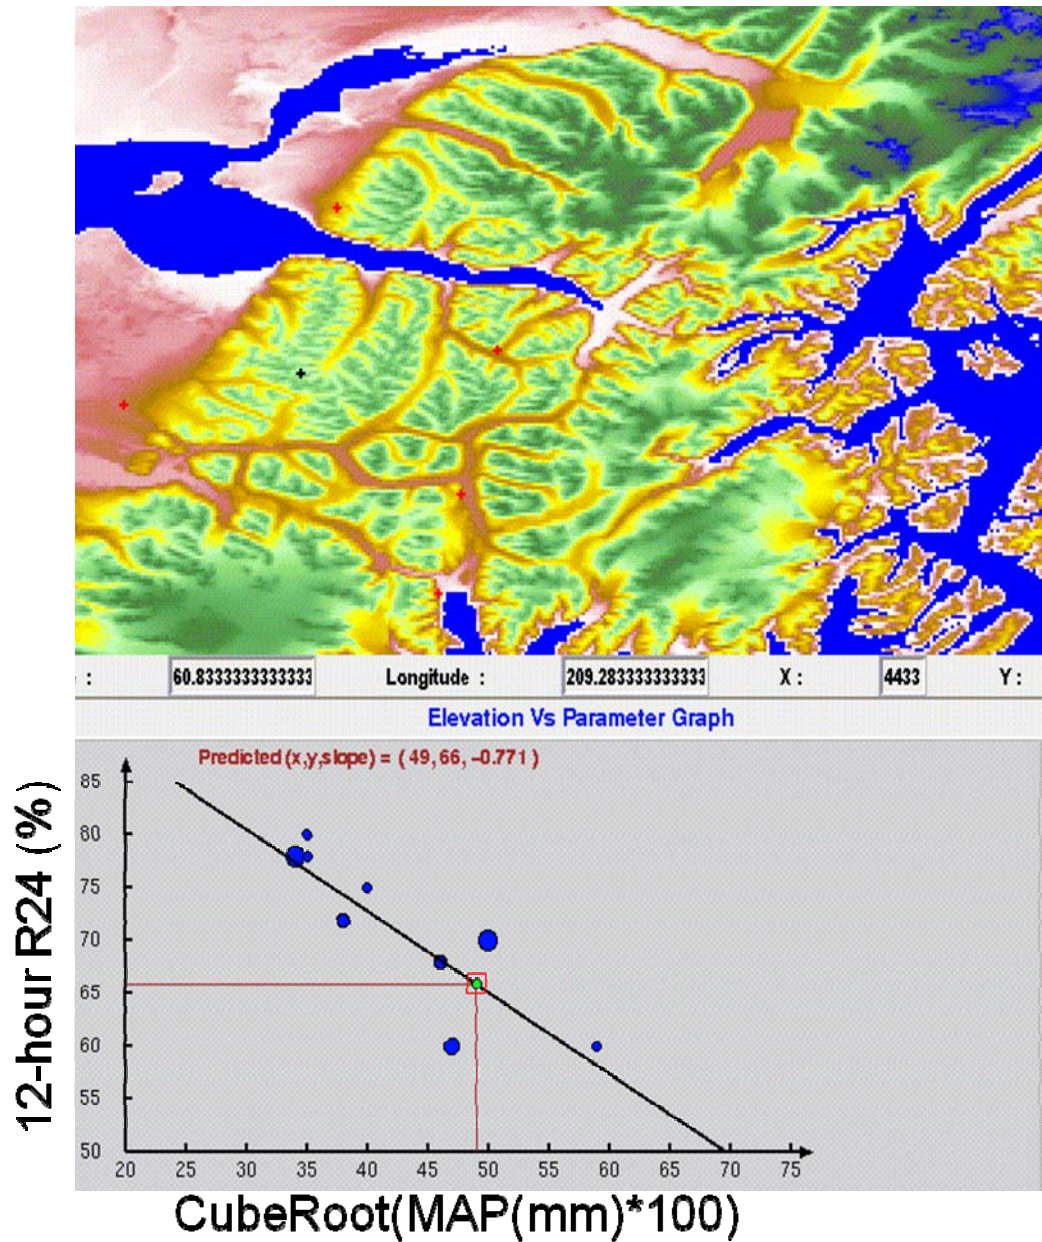 : 60.8333333333333 Longitude : 209.283333333333 X : 4433 Y :
Elevation Vs Parameter Graph
Predicted (x,y,slope) = ( 49, 66, -0.771 )
12-hour R24 (%)
85
80
75
70
65
60
55
50
20 25 30 35 40 45 50 55 60 65 70 75
CubeRoot(MAP(mm)*100)